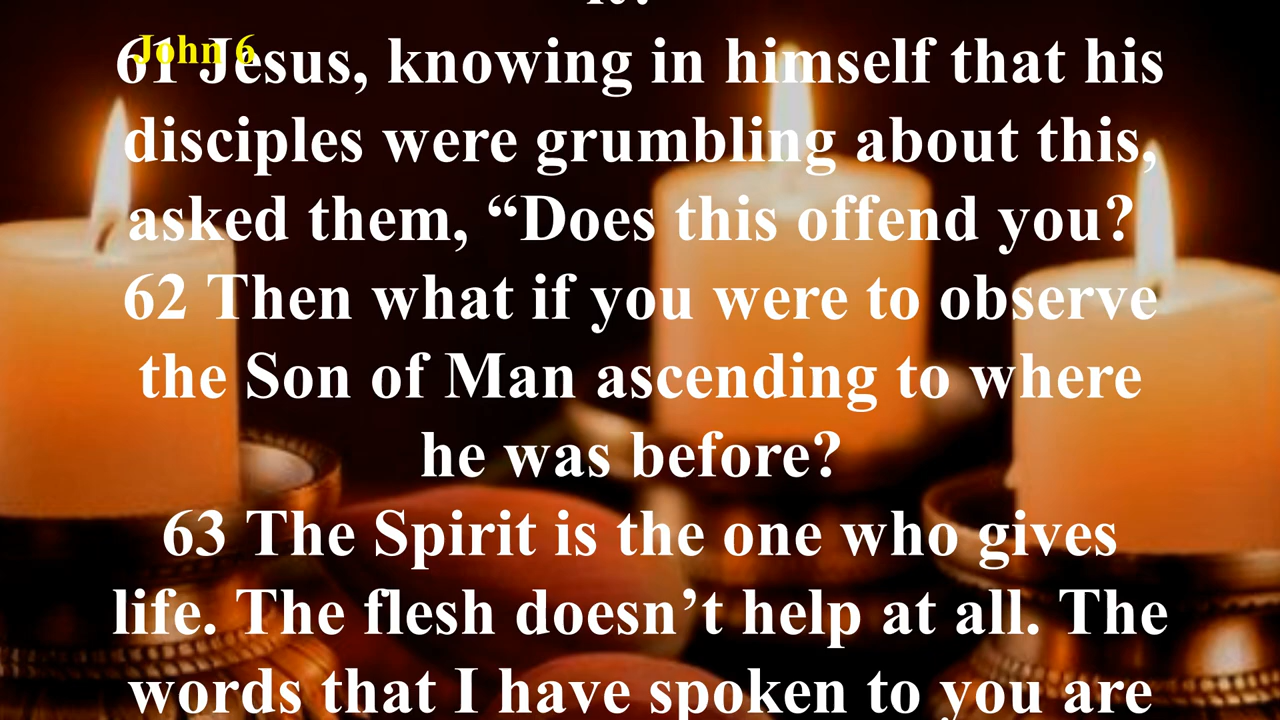 it?
John 6
61 Jesus, knowing in himself that his
disciples were grumbling about this,
asked them, “Does this offend you?
62 Then what if you were to observe
the Son of Man ascending to where
he was before?
63 The Spirit is the one who gives
life. The flesh doesn’t help at all. The
words that I have spoken to you are